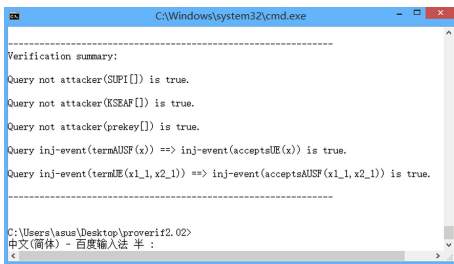 C:\Windows\system32\cmd.exe
--------------------------------------------------------------
Verification summary:
Query not attacker(SUPI[]) is true.
Query not attacker(KSEAF[]) is true.
Query not attacker(prekey[]) is true.
Query inj-event(termAUSF(x)) ==> inj-event(acceptsUE(x)) is true.
Query inj-event(termUE(x1_1,x2_1)) ==> inj-event(acceptsAUSF(x1_1,x2_1)) is true.
--------------------------------------------------------------
C:\Users\asus\Desktop\proverif2.02>
中文(简体) - 百度输入法 半 :